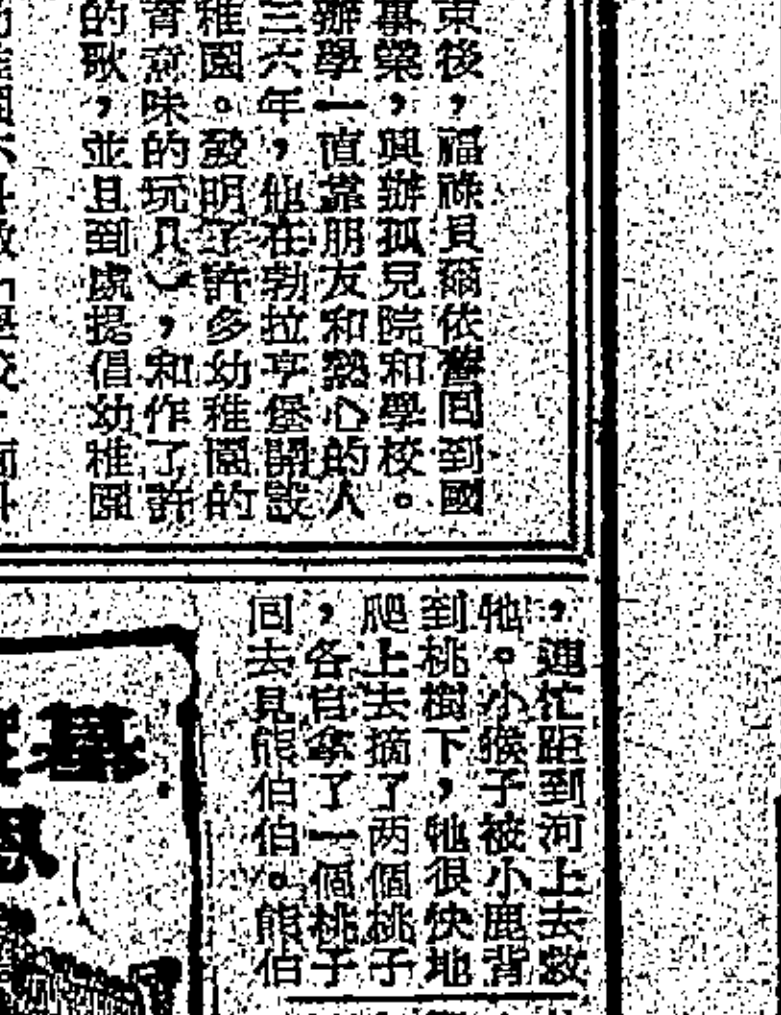 束後，福祿貝爾依舊回到國
事業，興辦孤兒院和學校。
辦學一直靠朋友和熱心的人
三六年，他在勃拉亨堡開設
稚園。發明了許多幼稚園的
育意味的玩具），和作了許
的歌，並且到處提倡幼稚園
，連忙跑到河上去救
牠。小猴子被小鹿背
到桃樹下，牠很快地
爬上去摘了两個桃子
，各自拿了一個桃子
回去見熊伯伯。熊伯